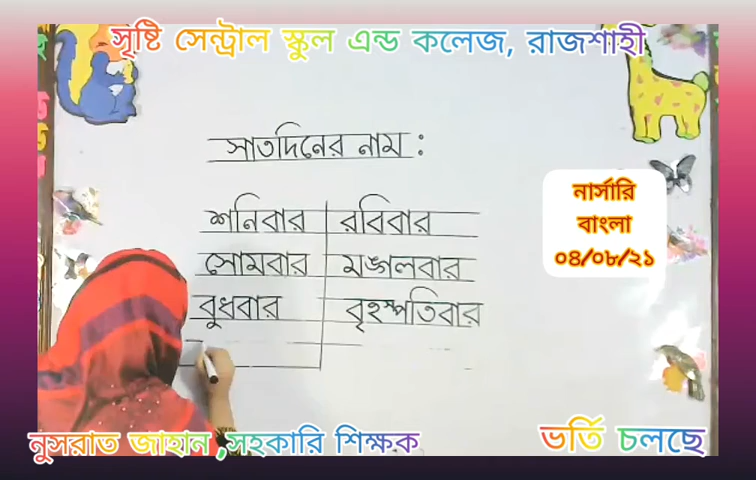 সৃষ্টি সেন্ট্রাল স্কুল এন্ড কলেজ, রাজশাহী
সাতদিনের নাম :
শনিবার রবিবার
সোমবার মঙ্গলবার
বুধবার বৃহস্পতিবার
নার্সারি
বাংলা
০৪/০৮/২১
নুসরাত জাহান ,সহকারি শিক্ষক
ভর্তি চলছে